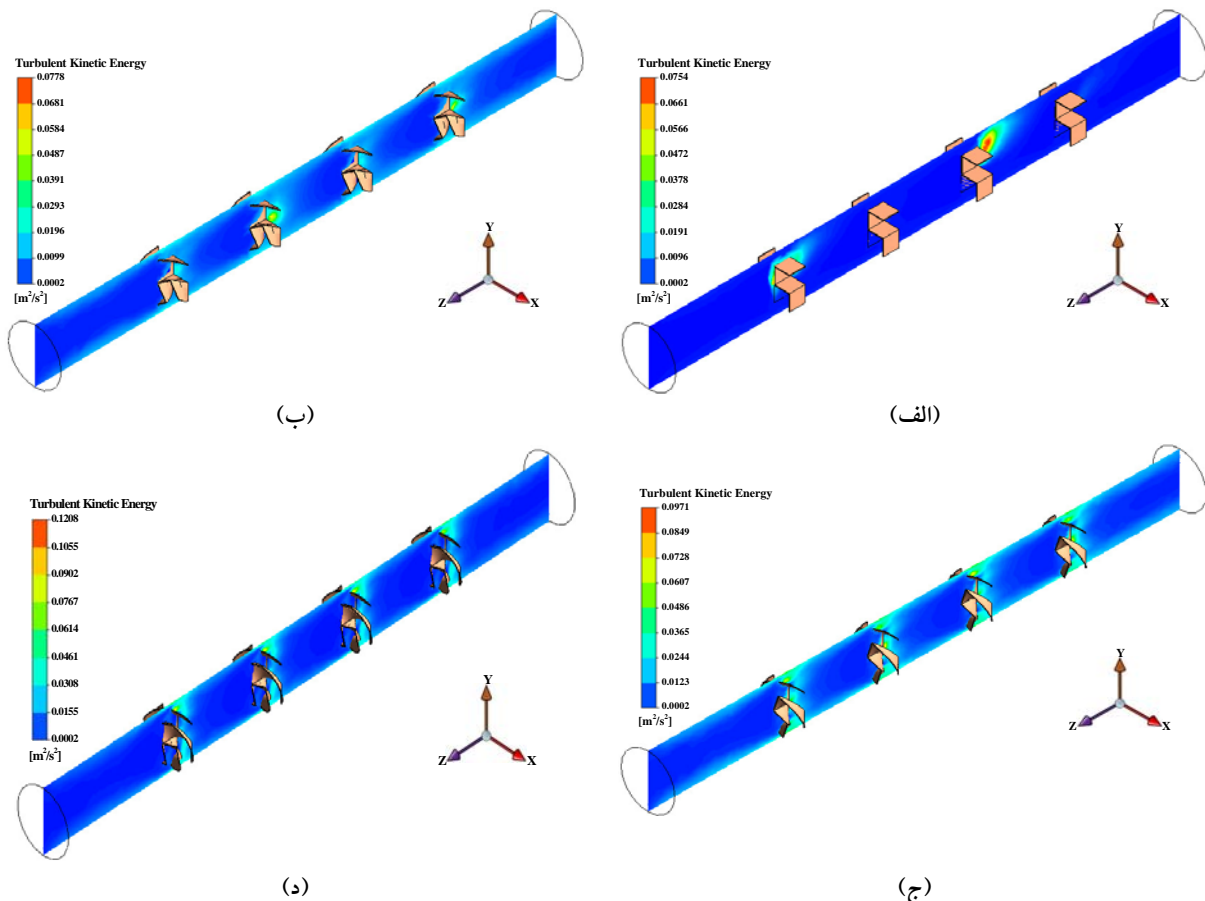 Turbulent Kinetic Energy
0.0754
0.0661
0.0566
0.0472
0.0378
0.0284
0.0191
0.0096
0.0002
[m²/s²]
Y
Z
X
(الف)
Turbulent Kinetic Energy
0.0778
0.0681
0.0584
0.0487
0.0391
0.0293
0.0196
0.0099
0.0002
[m²/s²]
Y
Z
X
(ب)
Turbulent Kinetic Energy
0.0971
0.0849
0.0728
0.0607
0.0486
0.0365
0.0244
0.0123
0.0002
[m²/s²]
Y
Z
X
(ج)
Turbulent Kinetic Energy
0.1208
0.1055
0.0902
0.0767
0.0614
0.0461
0.0308
0.0155
0.0002
[m²/s²]
Y
Z
X
(د)